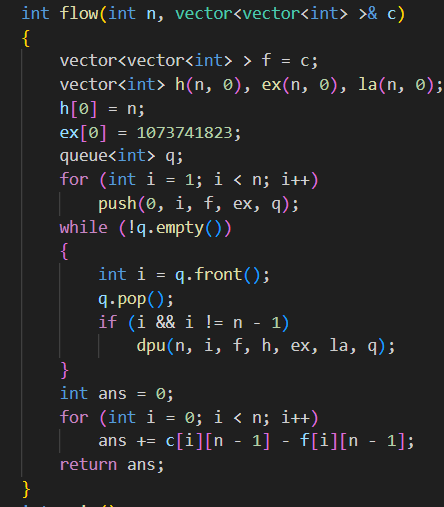 int flow(int n, vector<vector<int> >& c)
{
    vector<vector<int> > f = c;
    vector<int> h(n, 0), ex(n, 0), la(n, 0);
    h[0] = n;
    ex[0] = 1073741823;
    queue<int> q;
    for (int i = 1; i < n; i++)
        push(0, i, f, ex, q);
    while (!q.empty())
    {
        int i = q.front();
        q.pop();
        if (i && i != n - 1)
            dpu(n, i, f, h, ex, la, q);
    }
    int ans = 0;
    for (int i = 0; i < n; i++)
        ans += c[i][n - 1] - f[i][n - 1];
    return ans;
}